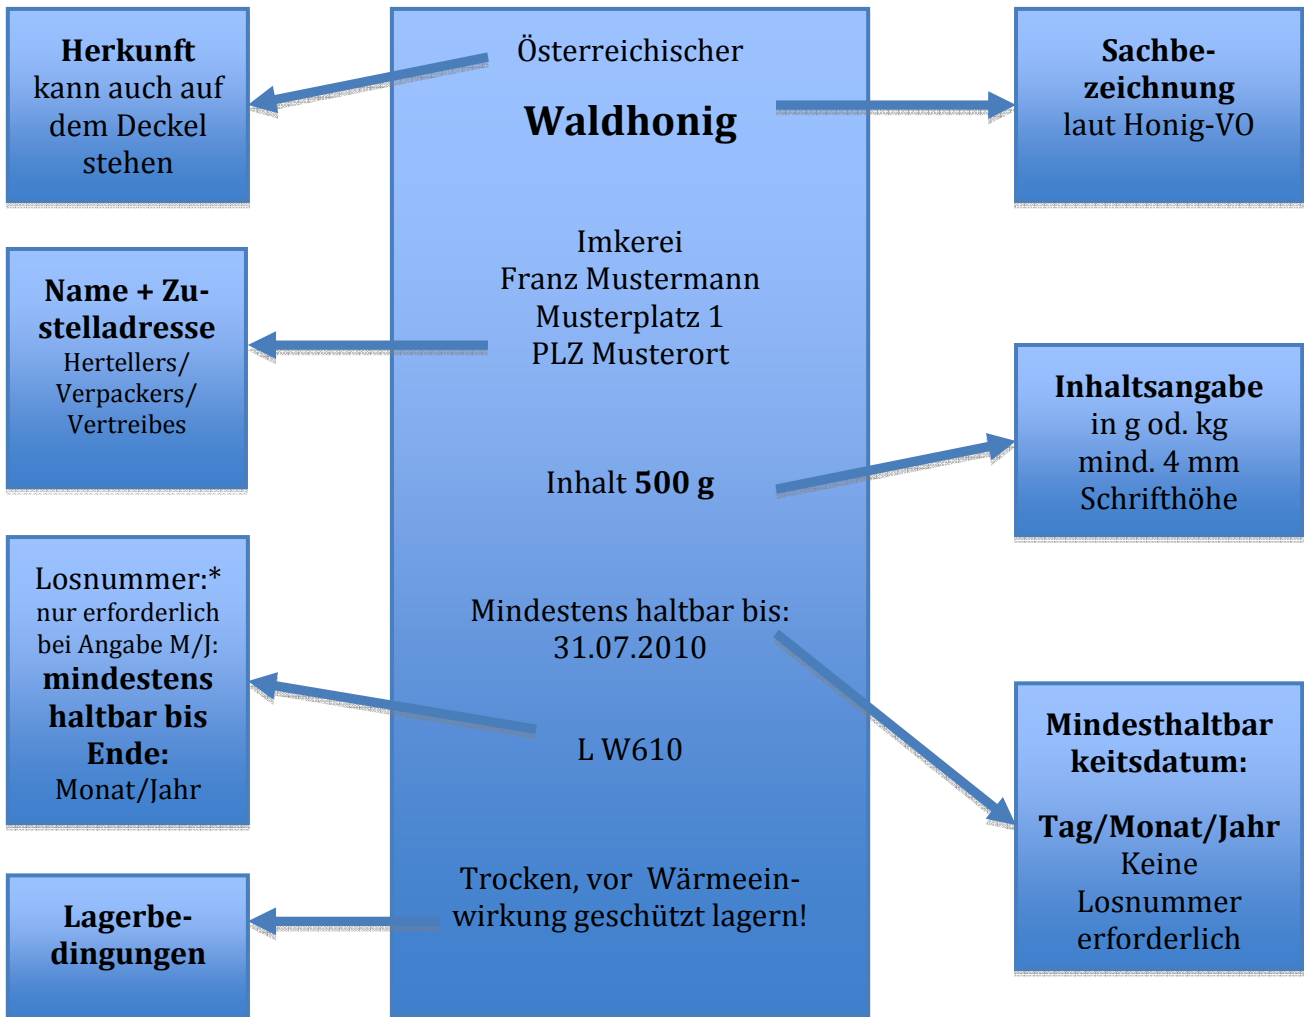 Herkunft
kann auch auf
dem Deckel
stehen
Österreichischer
Waldhonig
Sachbe-
zeichnung
laut Honig-VO
Name + Zu-
stelladresse
Hertellers/
Verpackers/
Vertreibes
Imkerei
Franz Mustermann
Musterplatz 1
PLZ Musterort
Inhaltsangabe
in g od. kg
mind. 4 mm
Schrifthöhe
Inhalt 500 g
Losnummer:*
nur erforderlich
bei Angabe M/J:
mindestens
haltbar bis
Ende:
Monat/Jahr
Mindestens haltbar bis:
31.07.2010
L W610
Mindesthaltbar
keitsdatum:
Tag/Monat/Jahr
Keine
Losnummer
erforderlich
Lagerbe-
dingungen
Trocken, vor  Wärmeein-
wirkung geschützt lagern!